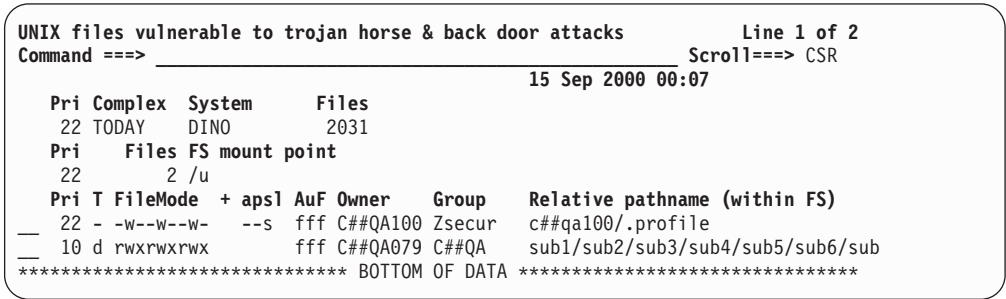 UNIX files vulnerable to trojan horse & back door attacks Line 1 of 2
Command ===> _________________________________________________ Scroll===> CSR
15 Sep 2000 00:07
Pri Complex System Files
22 TODAY DINO 2031
Pri Files FS mount point
22 2 /u
Pri T FileMode + apsl AuF Owner Group Relative pathname (within FS)
__ 22 - -w--w--w- --s fff C##QA100 Zsecur c##qa100/.profile
__ 10 d rwxrwxrwx fff C##QA079 C##QA sub1/sub2/sub3/sub4/sub5/sub6/sub
******************************* BOTTOM OF DATA ********************************